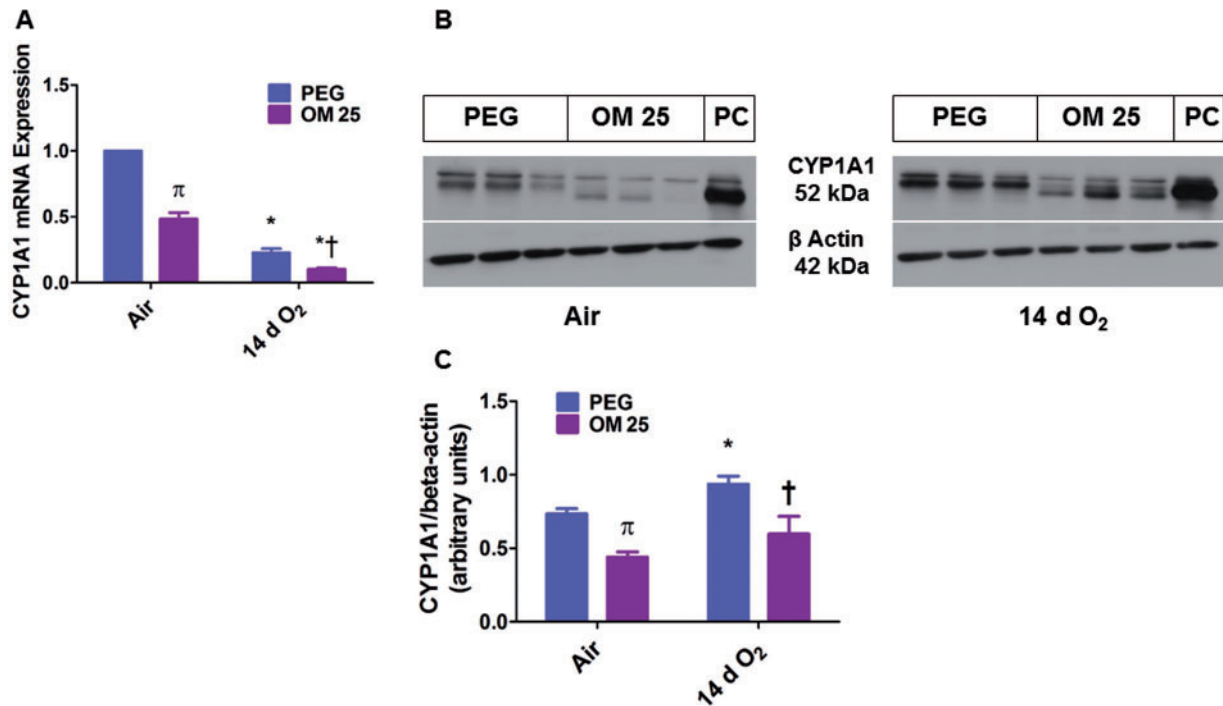 A
CYP1A1 mRNA Expression
1.5
1.0
0.5
0.0
PEG
OM 25
π
*
*†
Air
14 d O₂
B
PEG OM 25 PC
PEG OM 25 PC
CYP1A1
52 kDa
β Actin
42 kDa
Air
14 d O₂
C
CYP1A1/beta-actin
(arbitrary units)
1.5
1.0
0.5
0.0
PEG
OM 25
π
*
†
Air
14 d O₂